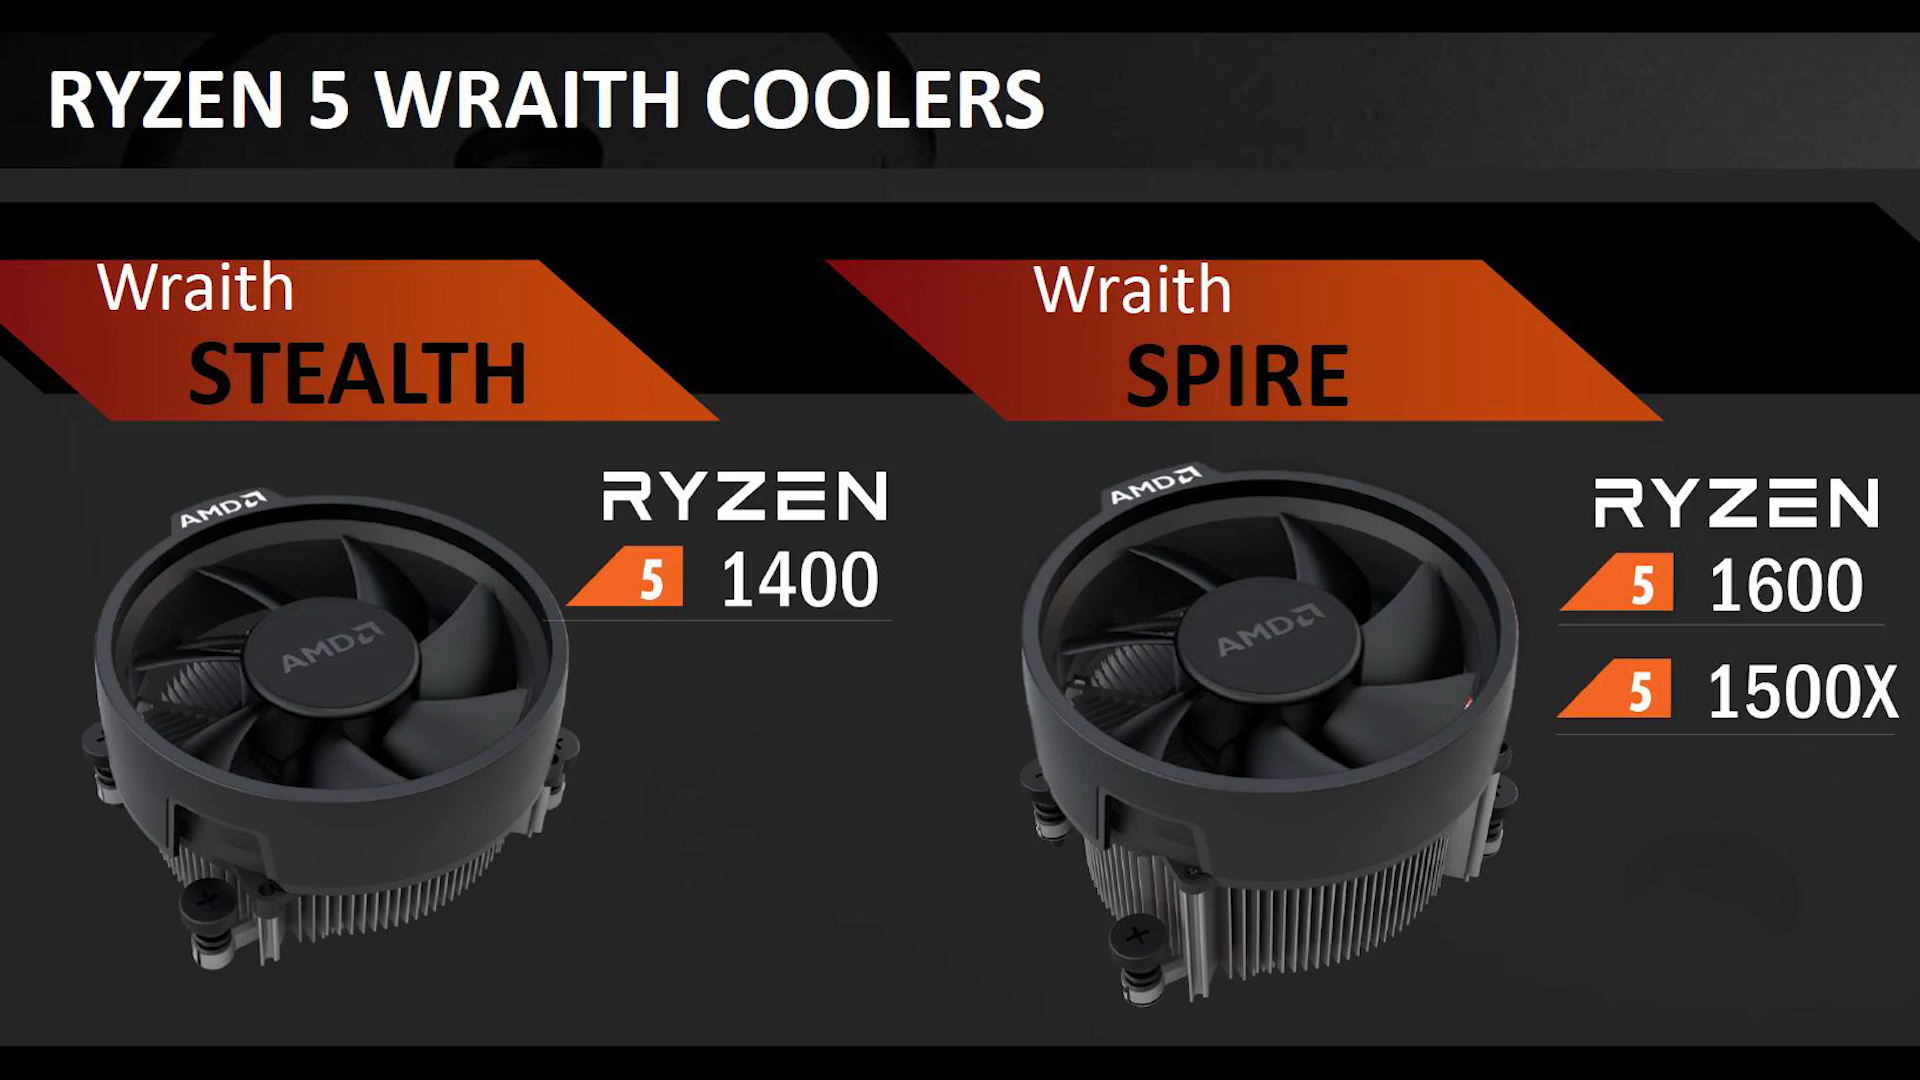 RYZEN 5 WRAITH COOLERS
Wraith
STEALTH
AMD
AMD
RYZEN
5 1400
Wraith
SPIRE
AMD
AMD
RYZEN
5 1600
5 1500X